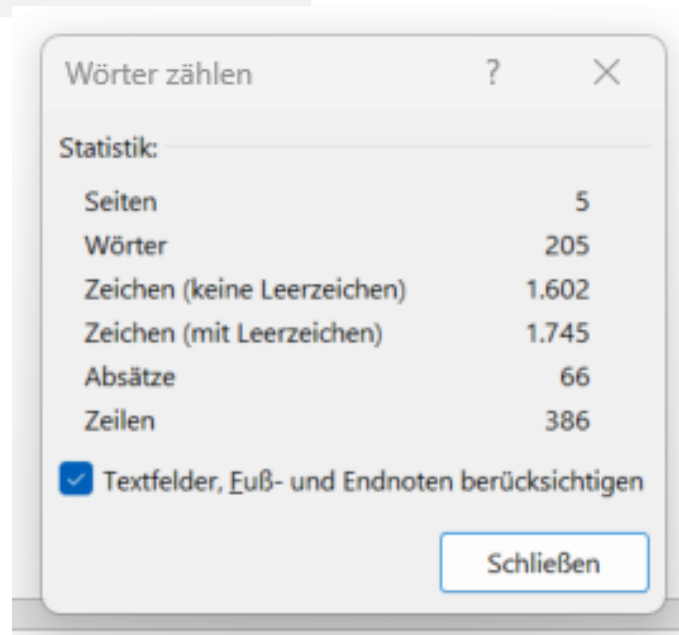 Wörter zählen ?
Statistik:
Seiten 5
Wörter 205
Zeichen (keine Leerzeichen) 1.602
Zeichen (mit Leerzeichen) 1.745
Absätze 66
Zeilen 386
Textfelder, Fuß- und Endnoten berücksichtigen
Schließen